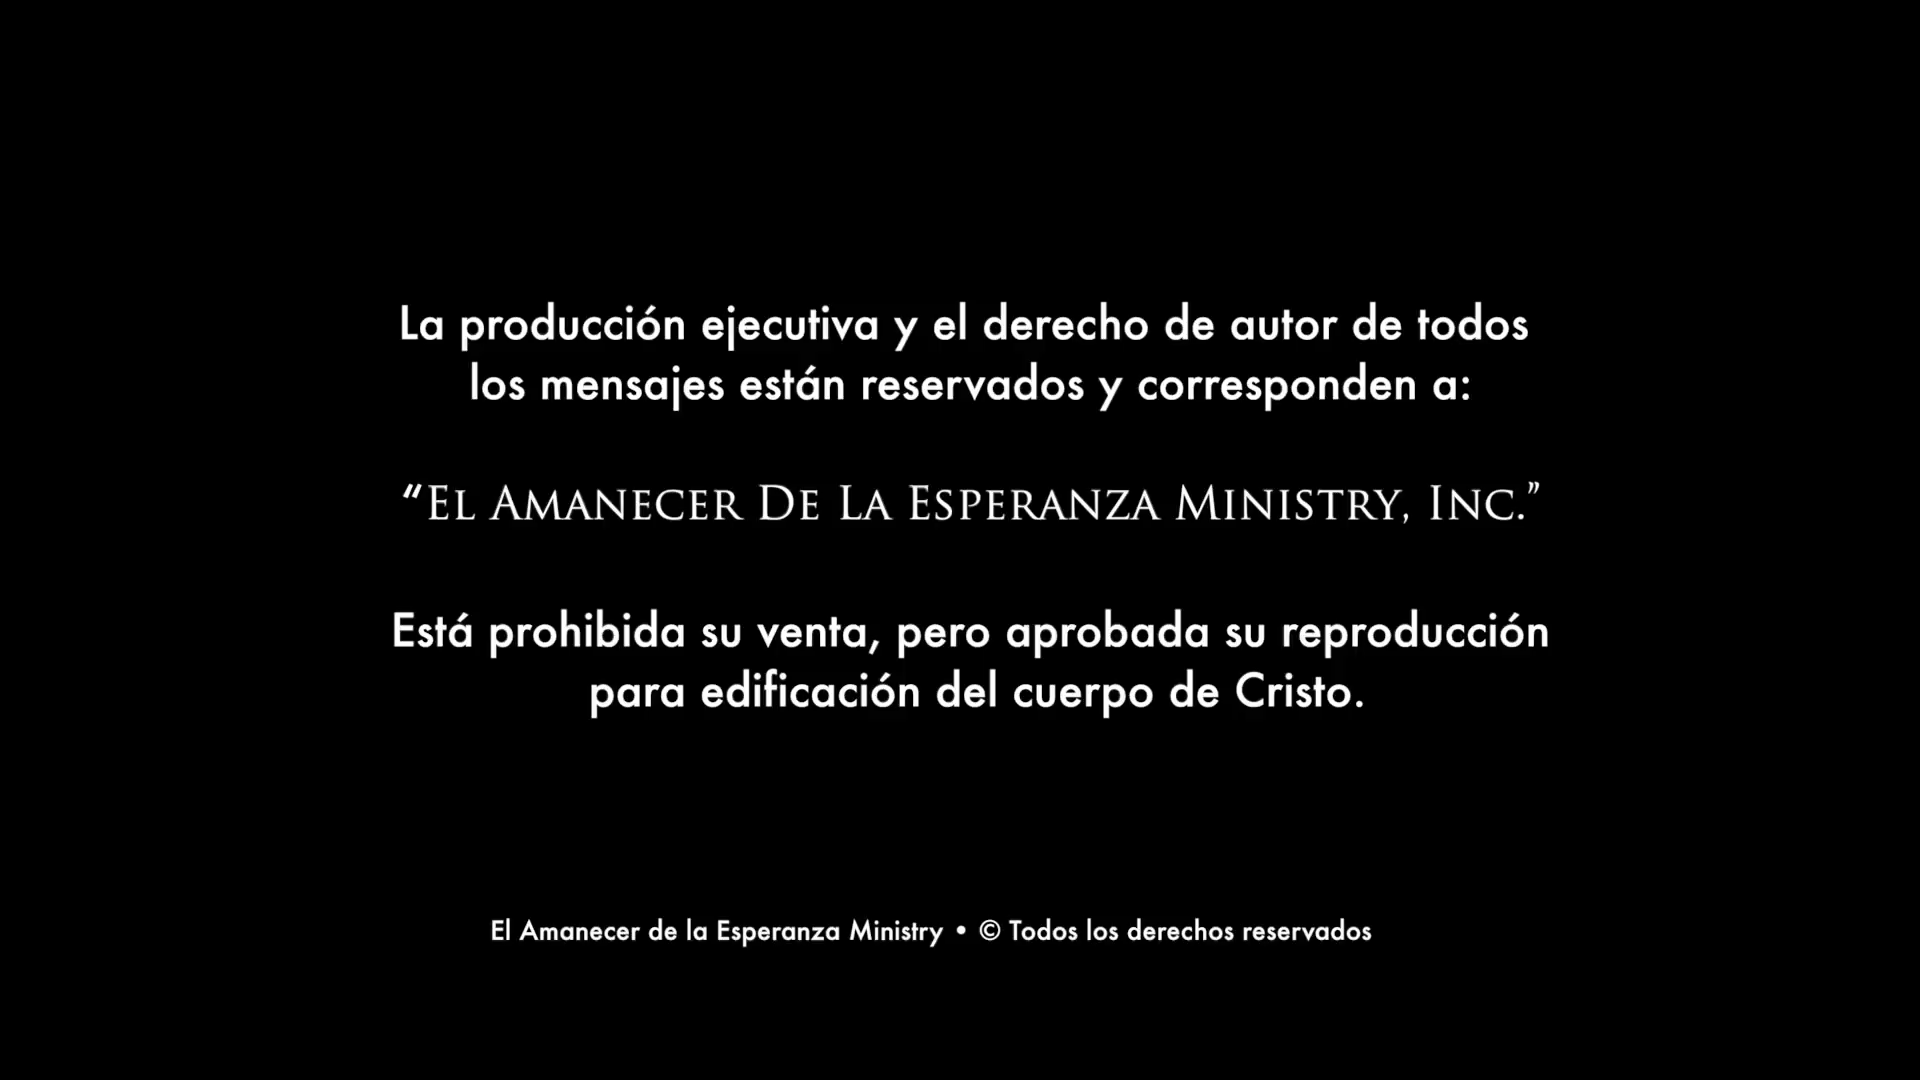 La producción ejecutiva y el derecho de autor de todos
los mensajes están reservados y corresponden a:
“El Amanecer De La Esperanza Ministry, Inc.”
Está prohibida su venta, pero aprobada su reproducción
para edificación del cuerpo de Cristo.
El Amanecer de la Esperanza Ministry • © Todos los derechos reservados